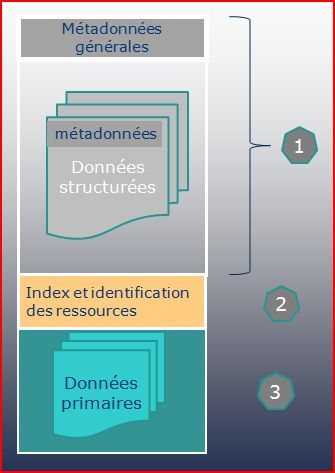 Métadonnées
générales
métadonnées
Données
structurées
1
Index et identification
des ressources
2
Données
primaires
3